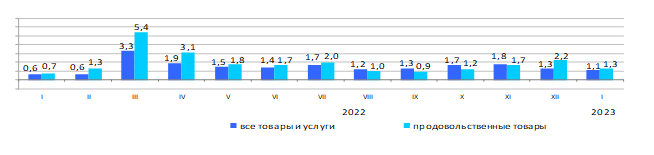 0,6 0,7 0,6 1,3 3,3 5,4 1,9 3,1 1,5 1,8 1,4 1,7 1,7 2,0 1,2 1,0 1,3 0,9 1,7 1,2 1,8 1,7 1,3 2,2 1,1 1,3
I II III IV V VI VII VIII IX X XI XII I
2022 2023
все товары и услуги продовольственные товары